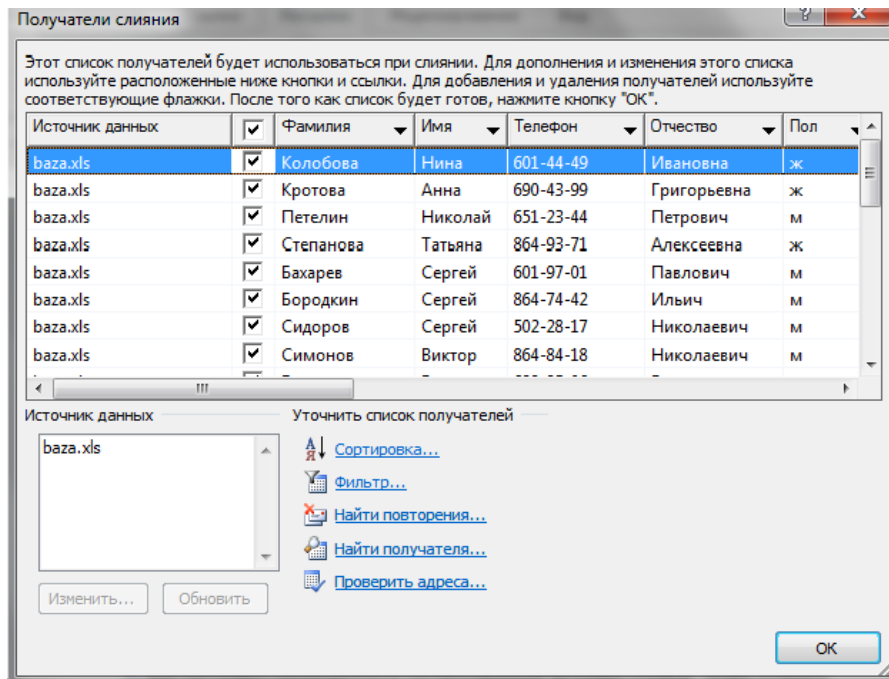 Получатели слияния
Этот список получателей будет использоваться при слиянии. Для дополнения и изменения этого списка
используйте расположенные ниже кнопки и ссылки. Для добавления и удаления получателей используйте
соответствующие флажки. После того как список будет готов, нажмите кнопку "ОК".
Источник данных Фамилия Имя Телефон Отчество Пол
baza.xls Колобова Нина 601-44-49 Ивановна ж
baza.xls Кротова Анна 690-43-99 Григорьевна ж
baza.xls Петелин Николай 651-23-44 Петрович м
baza.xls Степанова Татьяна 864-93-71 Алексеевна ж
baza.xls Бахарев Сергей 601-97-01 Павлович м
baza.xls Бородкин Сергей 864-74-42 Ильич м
baza.xls Сидоров Сергей 502-28-17 Николаевич м
baza.xls Симонов Виктор 864-84-18 Николаевич м
Источник данных Уточнить список получателей
baza.xls
Сортировка...
Фильтр...
Найти повторения...
Найти получателя...
Проверить адреса...
Изменить... Обновить
ОК